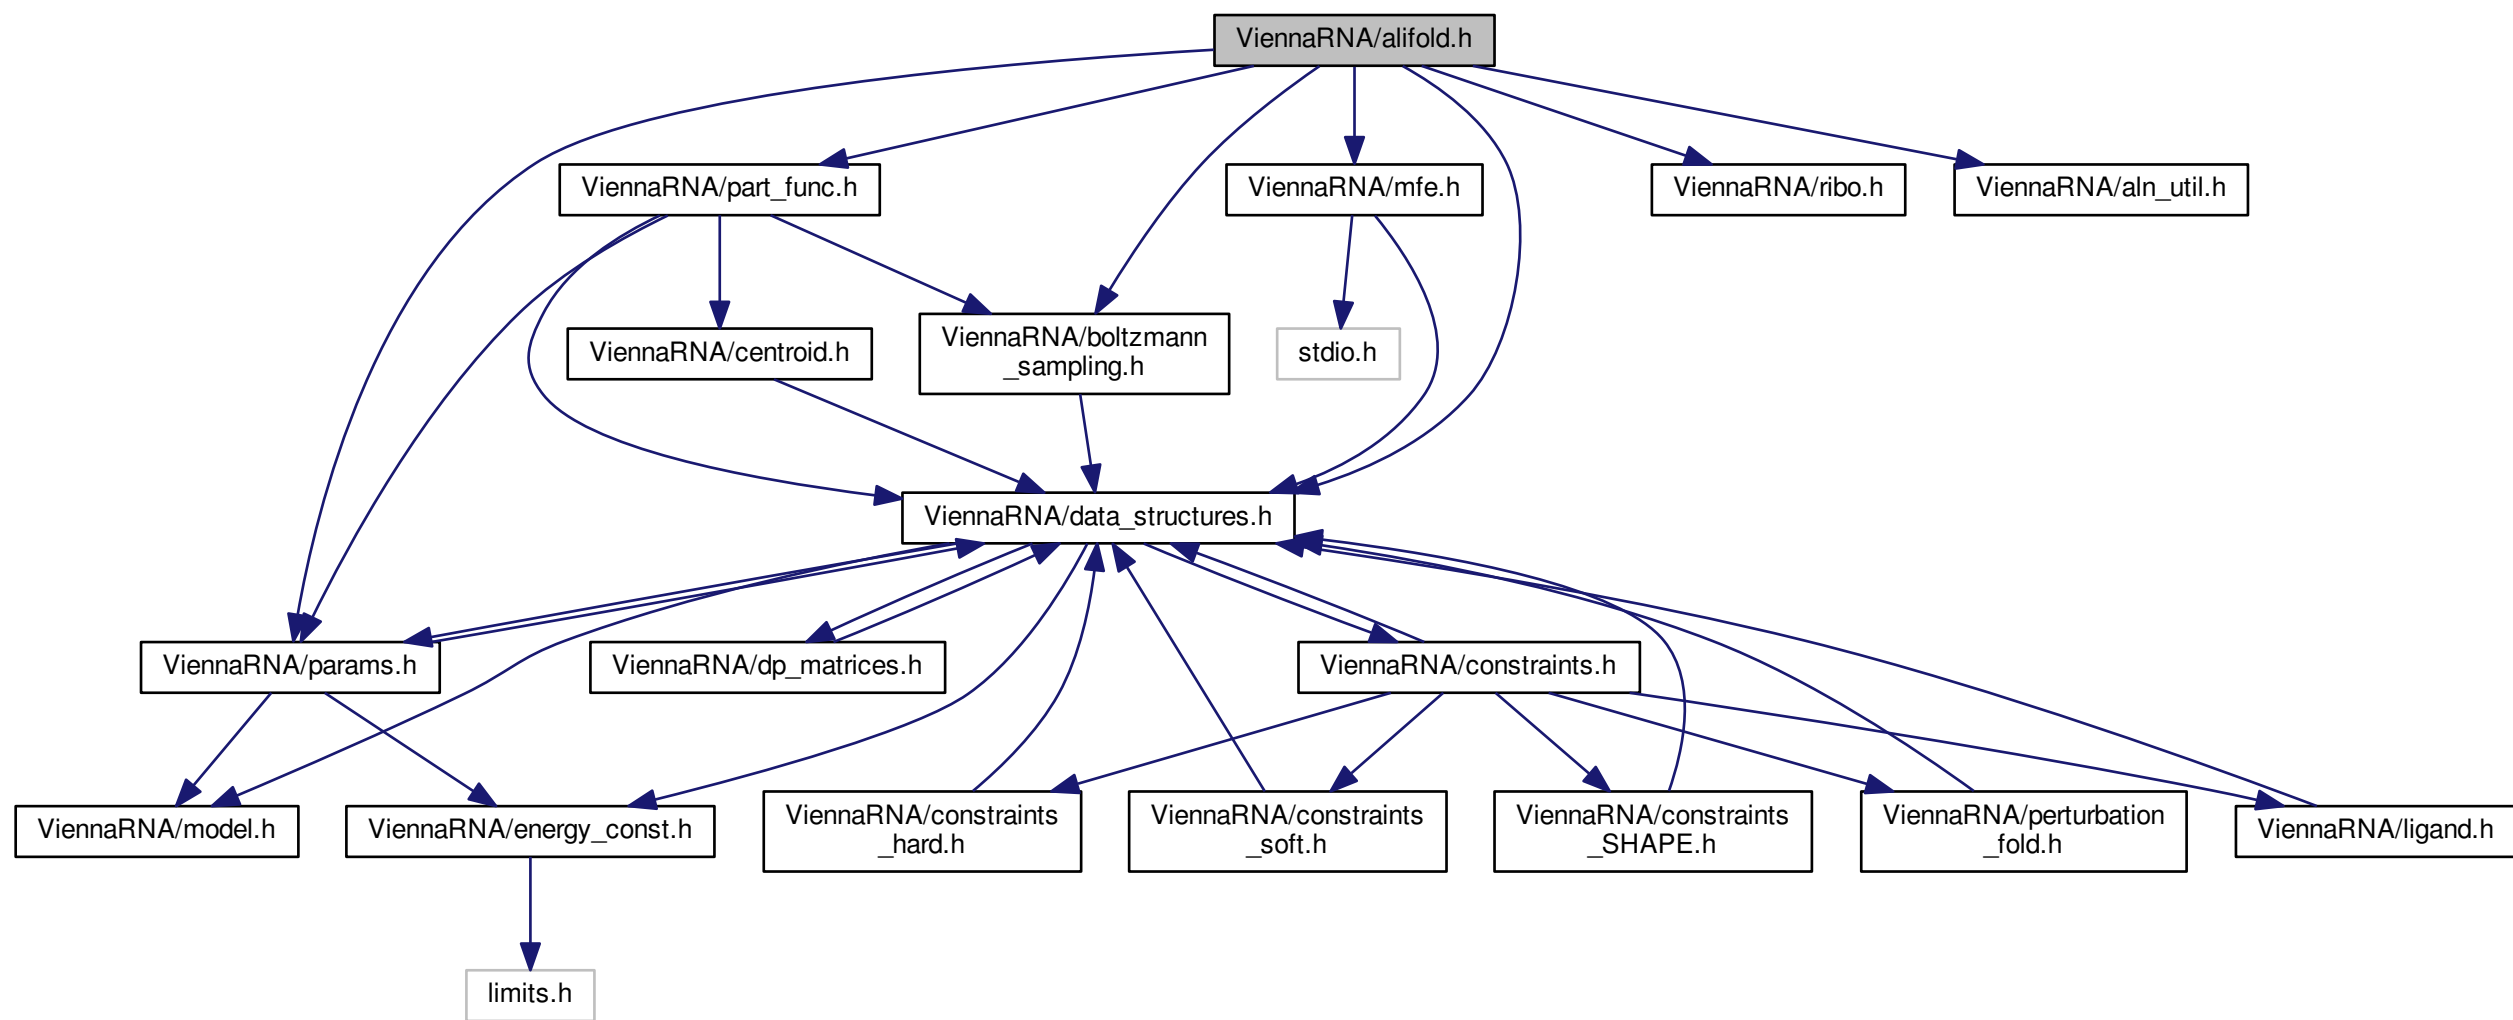 ViennaRNA/alifold.h
ViennaRNA/part_func.h
ViennaRNA/mfe.h
ViennaRNA/ribo.h
ViennaRNA/aln_util.h
ViennaRNA/centroid.h
ViennaRNA/boltzmann
_sampling.h
stdio.h
ViennaRNA/data_structures.h
ViennaRNA/params.h
ViennaRNA/dp_matrices.h
ViennaRNA/constraints.h
ViennaRNA/model.h
ViennaRNA/energy_const.h
ViennaRNA/constraints
_hard.h
ViennaRNA/constraints
_soft.h
ViennaRNA/constraints
_SHAPE.h
ViennaRNA/perturbation
_fold.h
ViennaRNA/ligand.h
limits.h